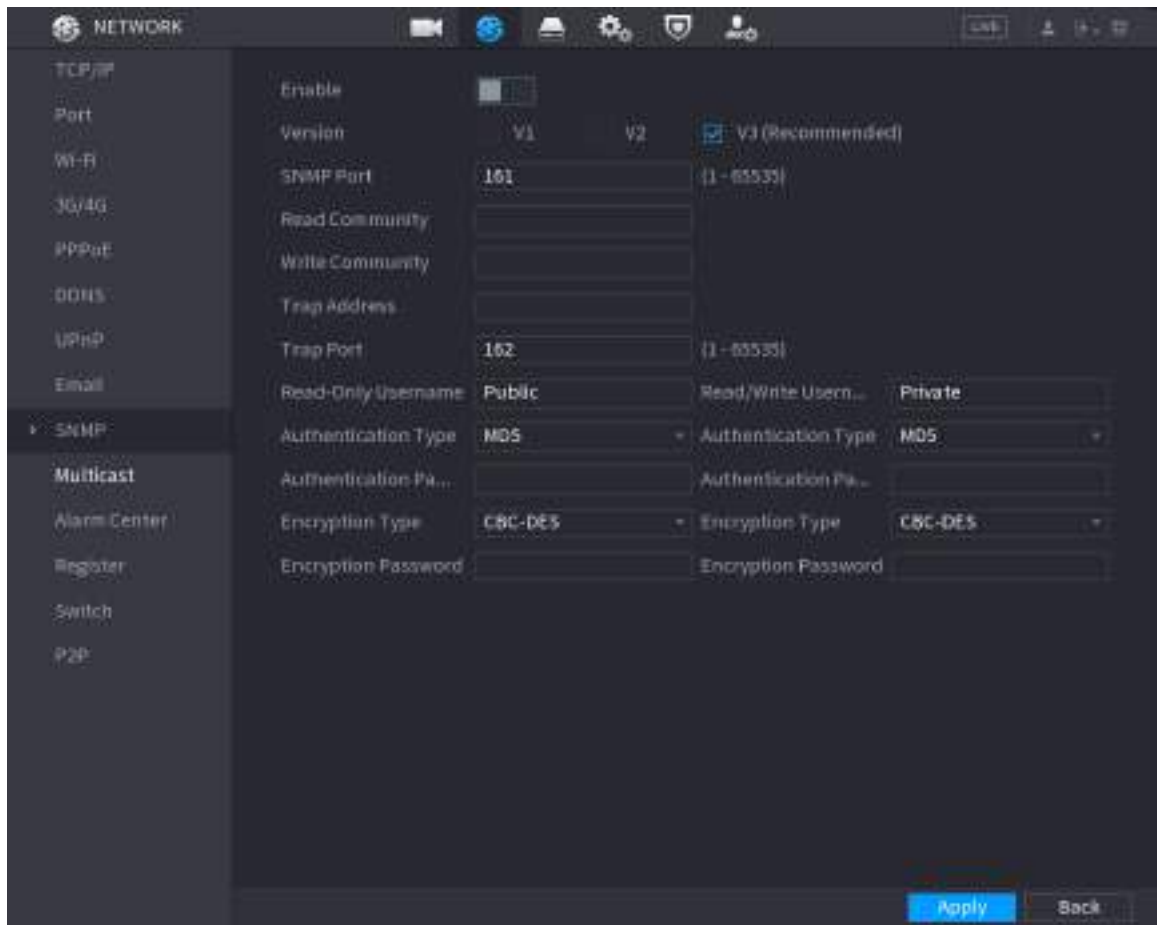 NETWORK
LIVE
TCP/IP
Port
Wi-Fi
3G/4G
PPPoE
DDNS
UPnP
Email
SNMP
Multicast
Alarm Center
Register
Switch
P2P
Enable
Version V1 V2 V3 (Recommended)
SNMP Port 161 (1 - 65535)
Read Community
Write Community
Trap Address
Trap Port 162 (1 - 65535)
Read-Only Username Public Read/Write Usern... Private
Authentication Type MD5 Authentication Type MD5
Authentication Pa... Authentication Pa...
Encryption Type CBC-DES Encryption Type CBC-DES
Encryption Password Encryption Password
Apply Back